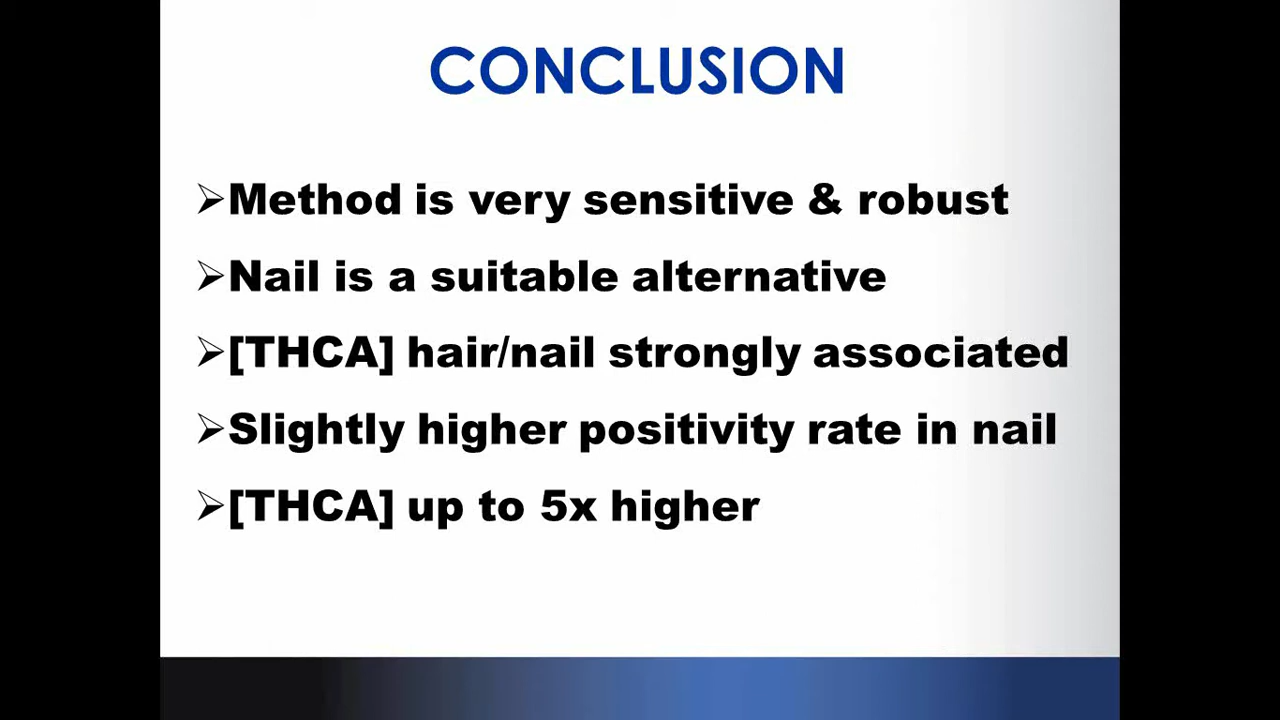 CONCLUSION
➢Method is very sensitive & robust
➢Nail is a suitable alternative
➢[THCA] hair/nail strongly associated
➢Slightly higher positivity rate in nail
➢[THCA] up to 5x higher